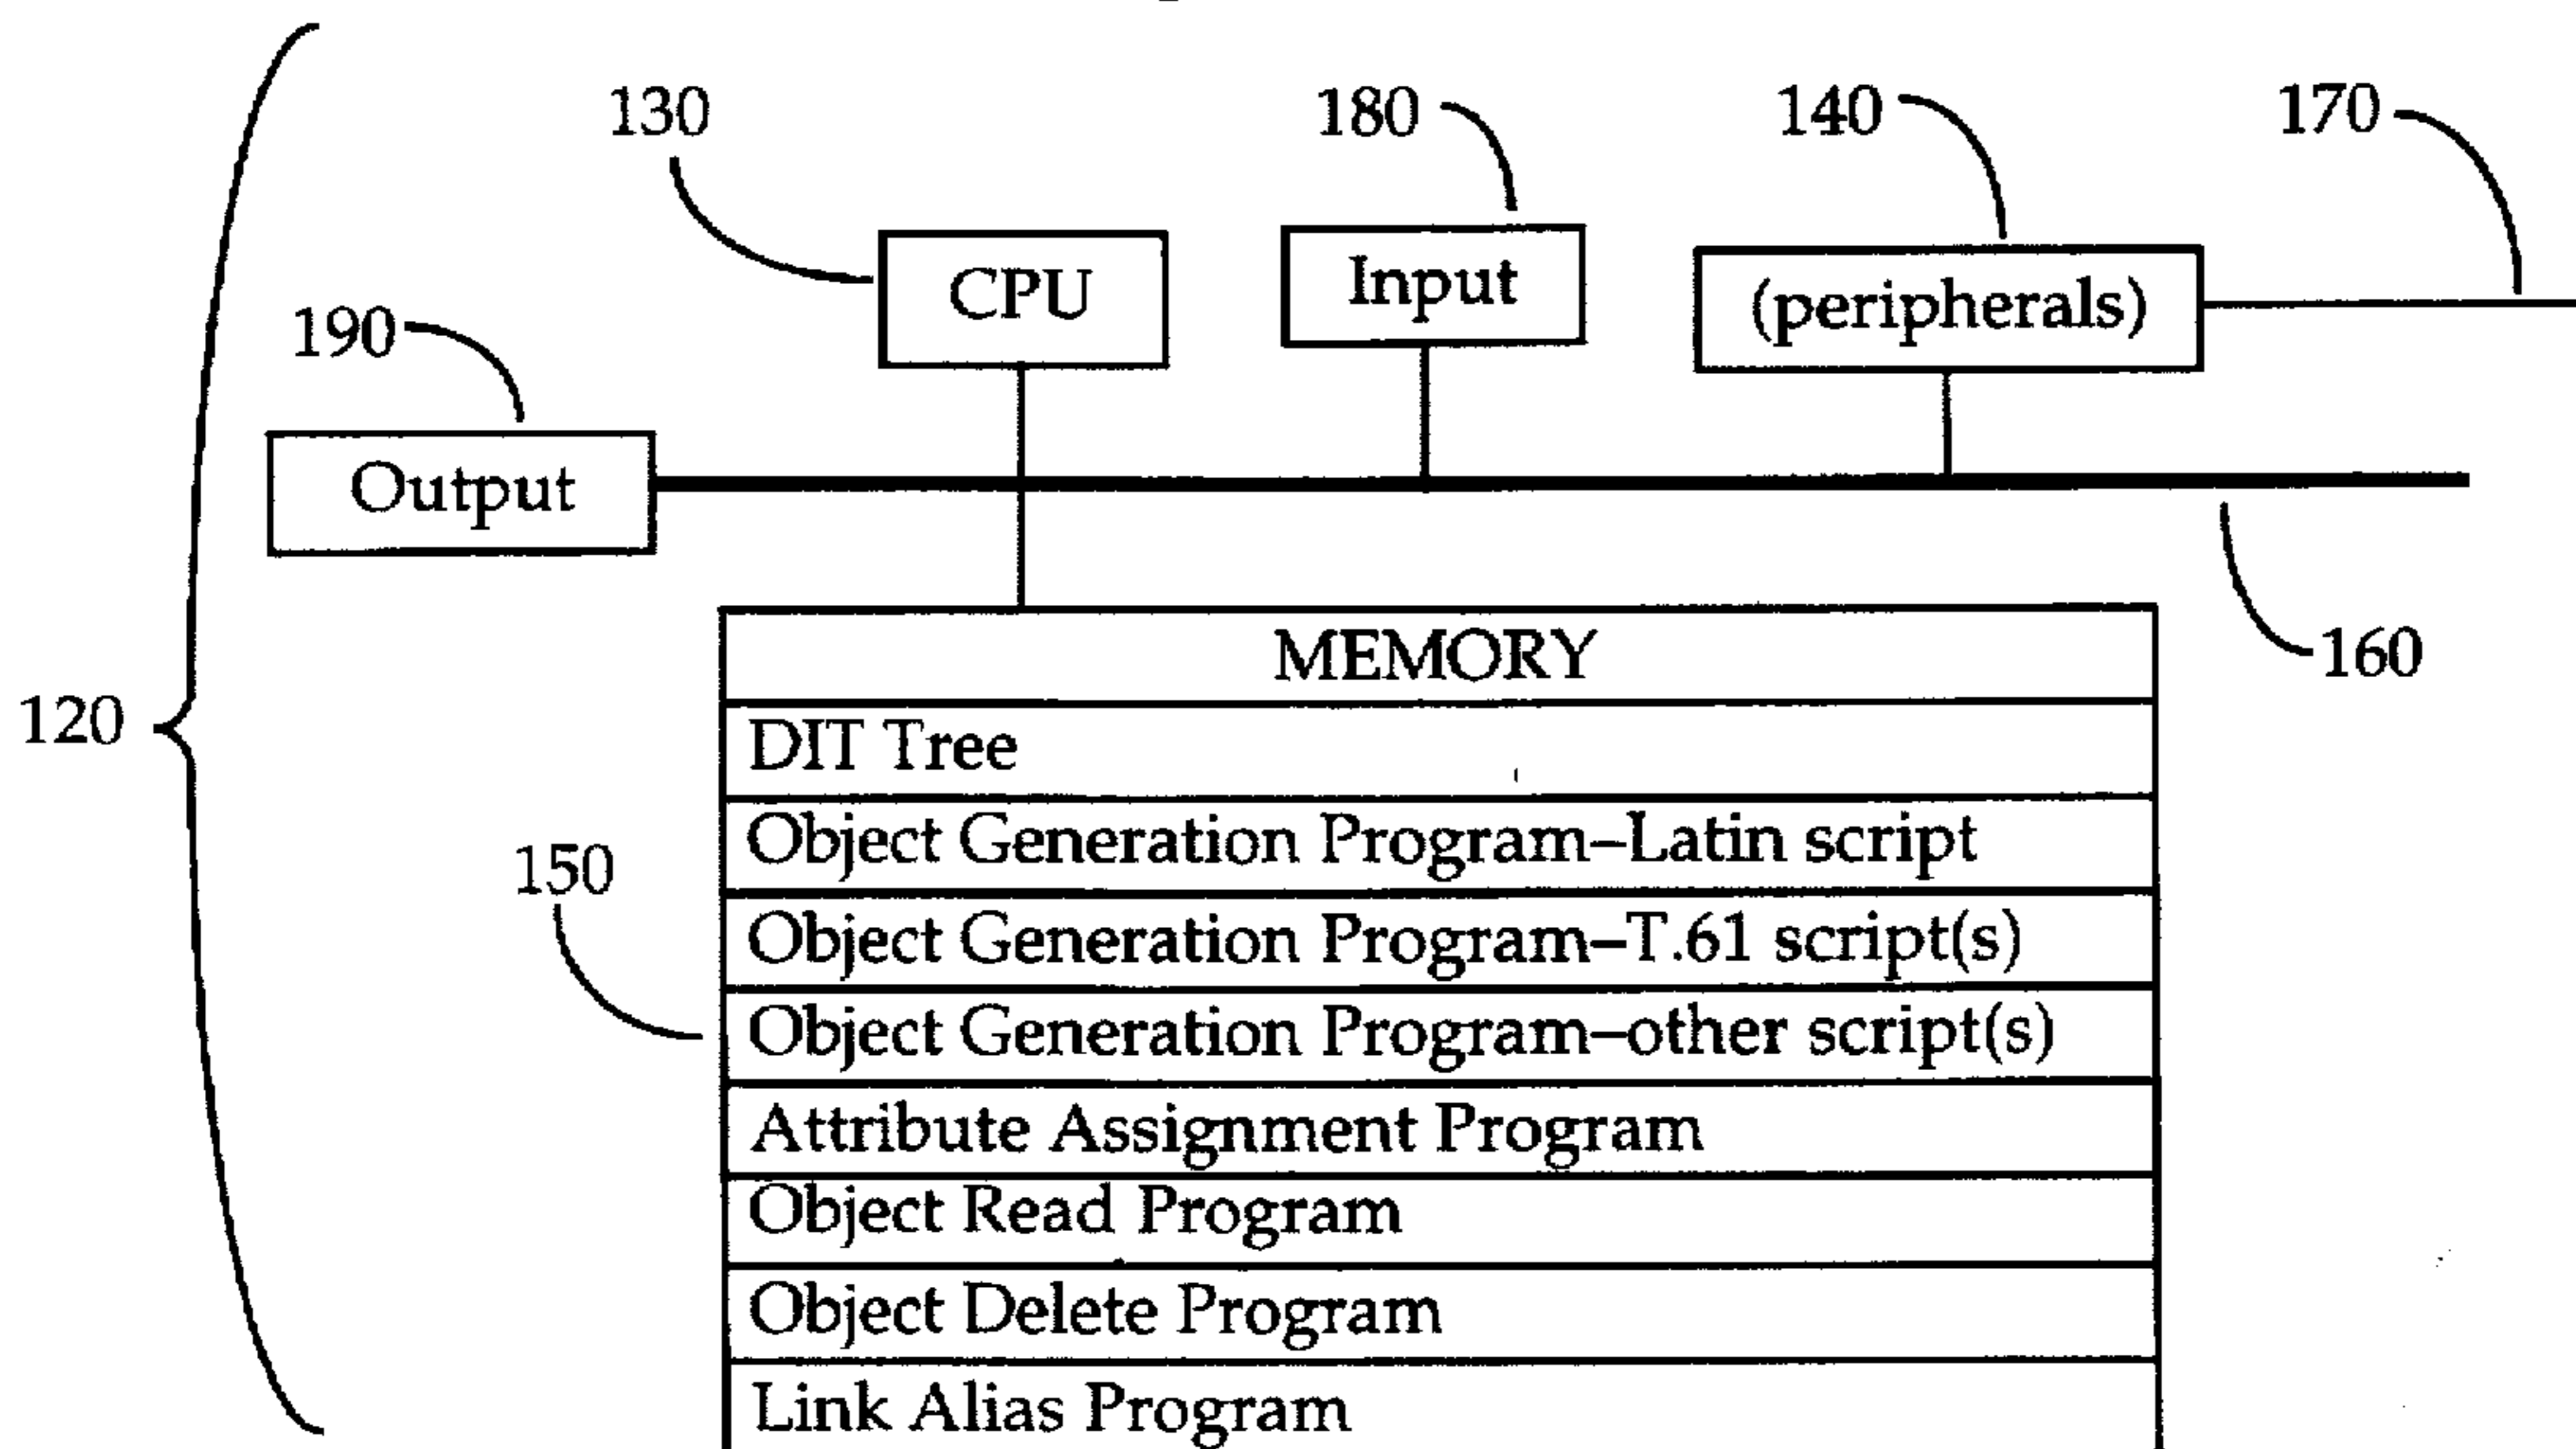 130
180
140
170
CPU
Input
(peripherals)
190
Output
160
120
150
MEMORY
DIT Tree
Object Generation Program–Latin script
Object Generation Program–T.61 script(s)
Object Generation Program–other script(s)
Attribute Assignment Program
Object Read Program
Object Delete Program
Link Alias Program